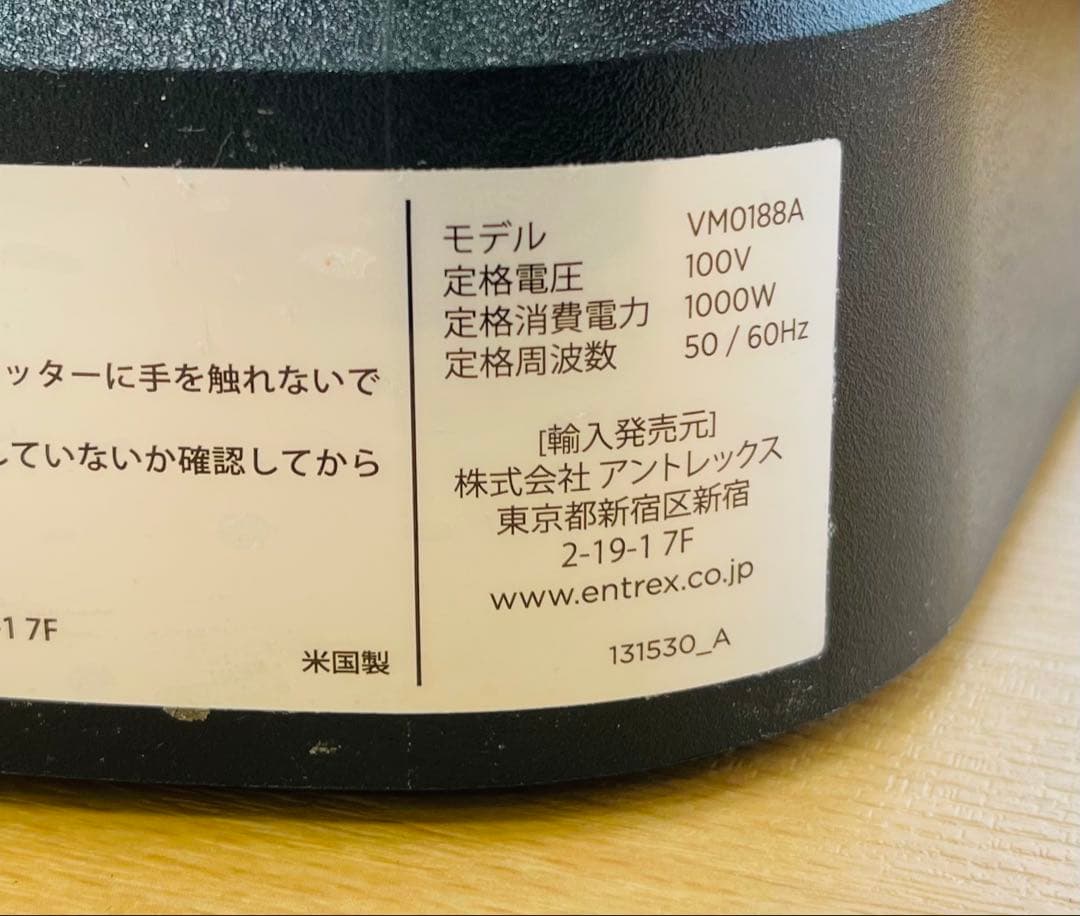 ッターに手を触れないで
していないか確認してから
-1 7F
米国製
モデル VM0188A
定格電圧 100V
定格消費電力 1000W
定格周波数 50 / 60Hz
[輸入発売元]
株式会社 アントレックス
東京都新宿区新宿
2-19-1 7F
www.entrex.co.jp
131530_A